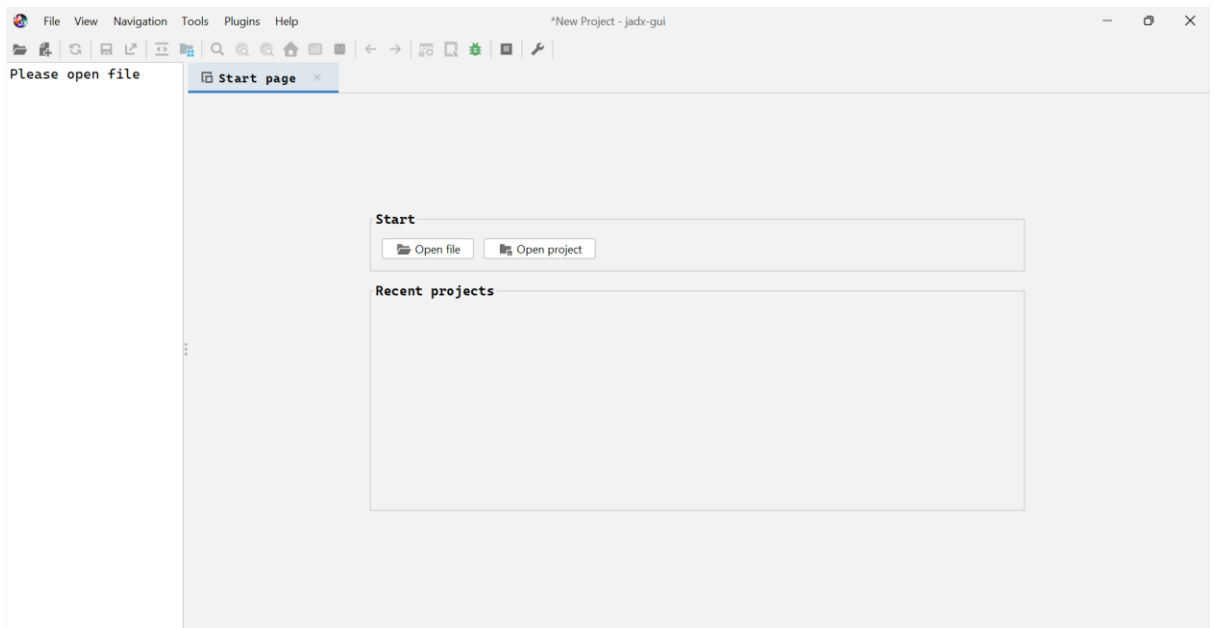 File View Navigation Tools Plugins Help *New Project - jadx-gui
Please open file
Start page
Start
Open file Open project
Recent projects